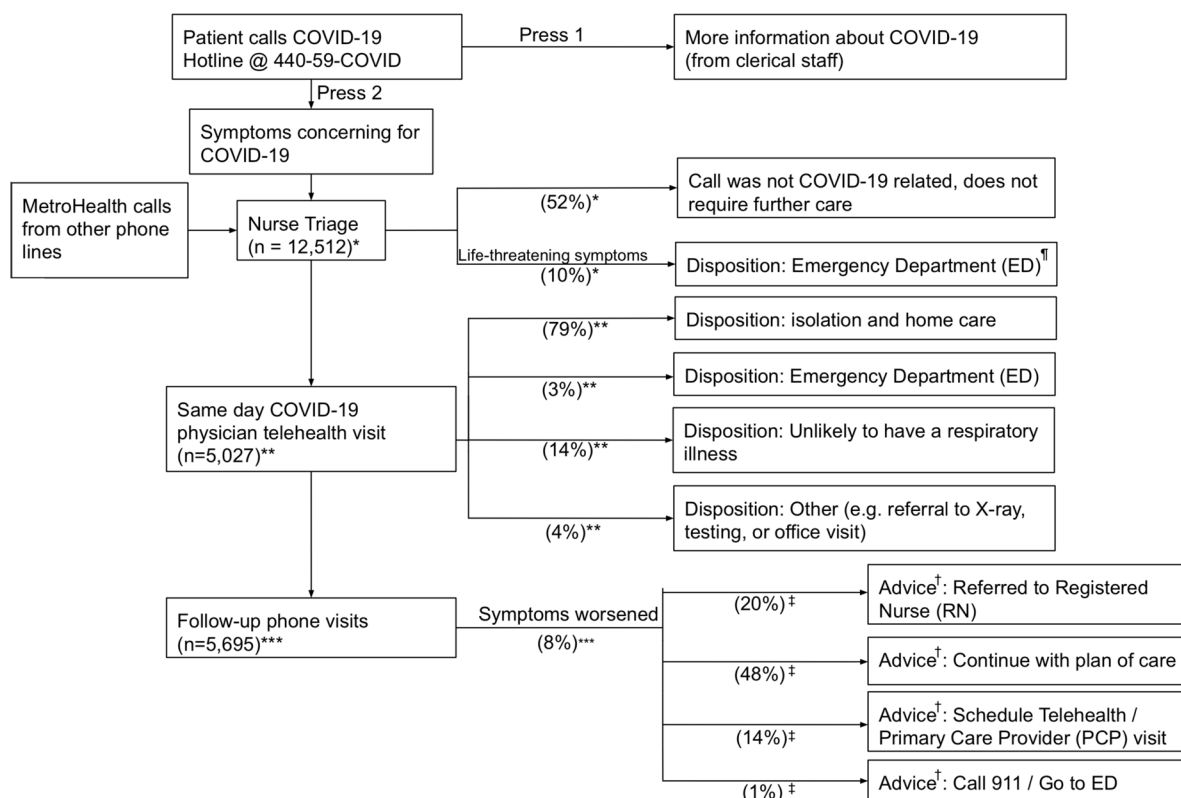 Patient calls COVID-19
Hotline @ 440-59-COVID
Press 1
More information about COVID-19
(from clerical staff)
Press 2
Symptoms concerning for
COVID-19
MetroHealth calls
from other phone
lines
Nurse Triage
(n = 12,512)*
(52%)*
Call was not COVID-19 related, does not
require further care
Life-threatening symptoms
(10%)*
Disposition: Emergency Department (ED)¶
(79%)**
Disposition: isolation and home care
(3%)**
Disposition: Emergency Department (ED)
Same day COVID-19
physician telehealth visit
(n=5,027)**
(14%)**
Disposition: Unlikely to have a respiratory
illness
(4%)**
Disposition: Other (e.g. referral to X-ray,
testing, or office visit)
Follow-up phone visits
(n=5,695)***
Symptoms worsened
(8%)***
(20%)‡
Advice†: Referred to Registered
Nurse (RN)
(48%)‡
Advice†: Continue with plan of care
(14%)‡
Advice†: Schedule Telehealth /
Primary Care Provider (PCP) visit
(1%)‡
Advice†: Call 911 / Go to ED